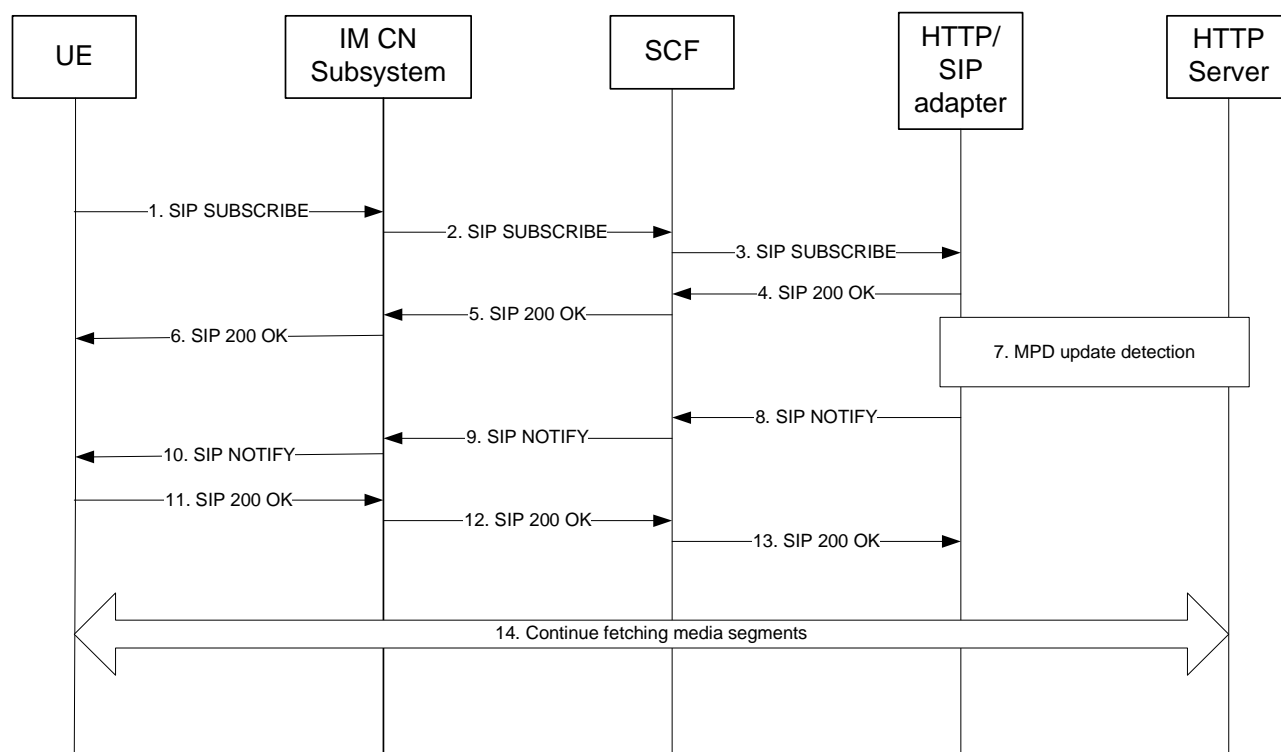 UE
IM CN
Subsystem
SCF
HTTP/
SIP
adapter
HTTP
Server
1. SIP SUBSCRIBE
2. SIP SUBSCRIBE
3. SIP SUBSCRIBE
4. SIP 200 OK
5. SIP 200 OK
6. SIP 200 OK
7. MPD update detection
8. SIP NOTIFY
9. SIP NOTIFY
10. SIP NOTIFY
11. SIP 200 OK
12. SIP 200 OK
13. SIP 200 OK
14. Continue fetching media segments